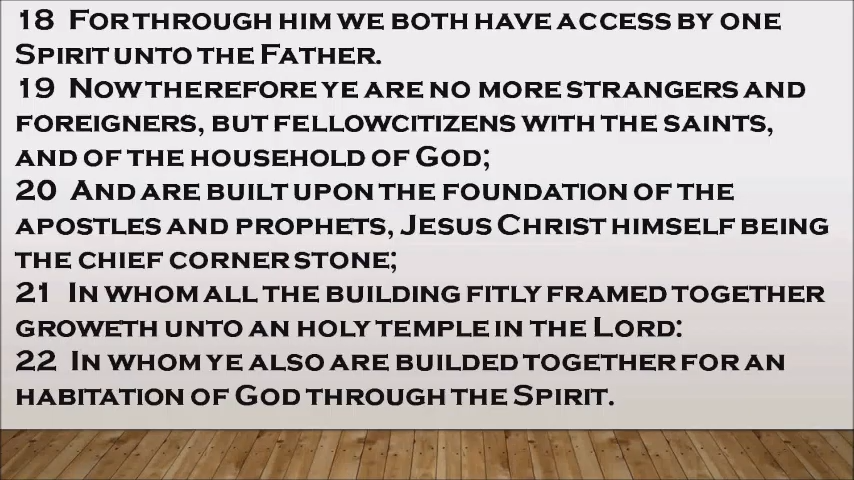 18 For through him we both have access by one
Spirit unto the Father.
19 Now therefore ye are no more strangers and
foreigners, but fellowcitizens with the saints,
and of the household of God;
20 And are built upon the foundation of the
apostles and prophets, Jesus Christ himself being
the chief corner stone;
21 In whom all the building fitly framed together
groweth unto an holy temple in the Lord:
22 In whom ye also are builded together for an
habitation of God through the Spirit.